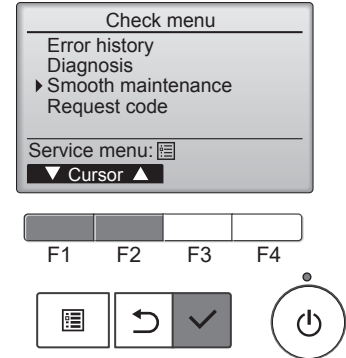 Check menu
Error history
Diagnosis
Smooth maintenance
Request code
Service menu:
▼ Cursor ▲
F1 F2 F3 F4